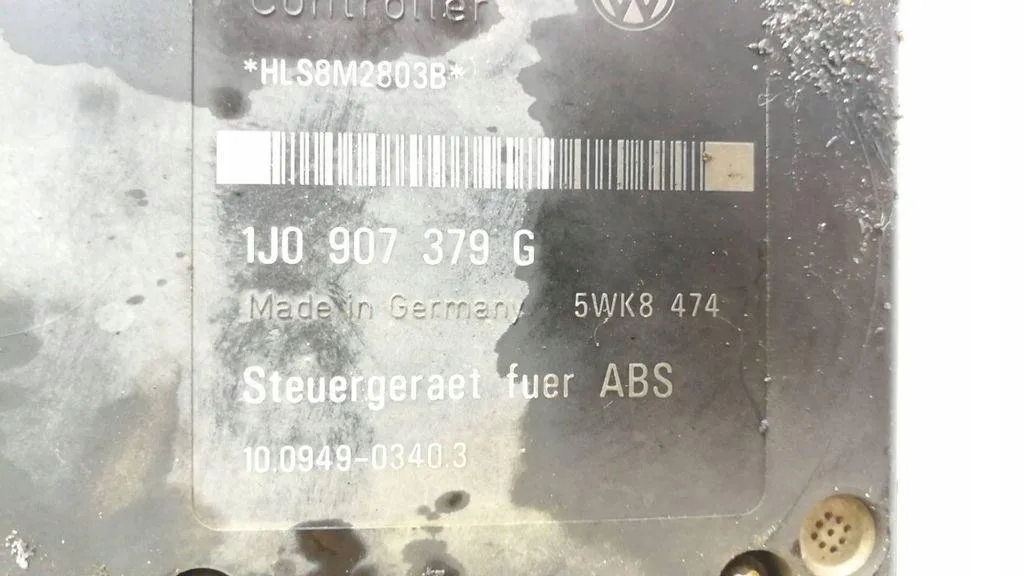 Controller
*HLS8M2803B*
1J0 907 379 G
Made in Germany 5WK8 474
Steuergeraet fuer ABS
10.0949-0340.3